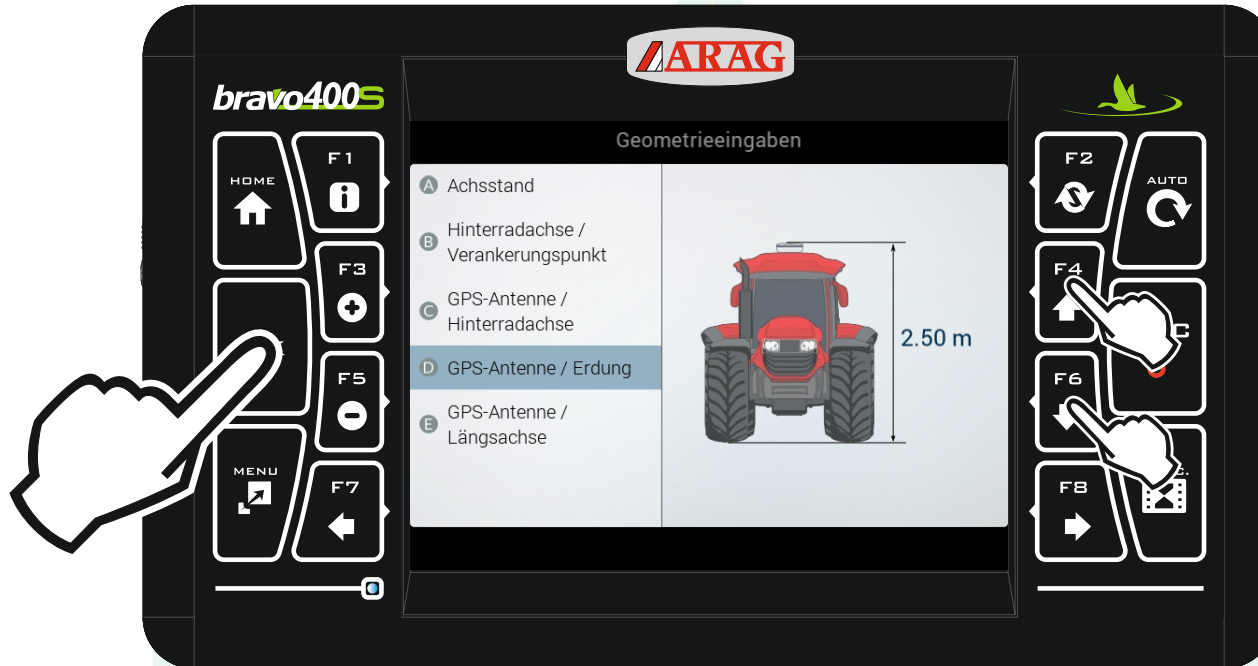 ARAG
bravo400S
Geometrieeingaben
HOME
F1
F3
F5
MENU
F7
A Achsstand
B Hinterradachse /
Verankerungspunkt
C GPS-Antenne /
Hinterradachse
D GPS-Antenne / Erdung
E GPS-Antenne /
Längsachse
2.50 m
F2
AUTO
F4
F6
F8